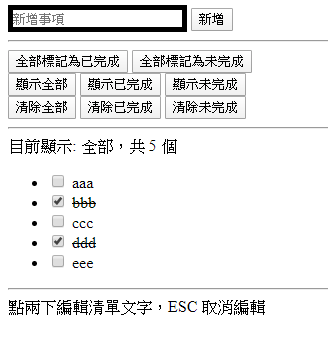 新增事項 新增
全部標記為已完成 全部標記為未完成
顯示全部 顯示已完成 顯示未完成
清除全部 清除已完成 清除未完成
目前顯示: 全部，共 5 個
aaa
bbb
ccc
ddd
eee
點兩下編輯清單文字，ESC 取消編輯